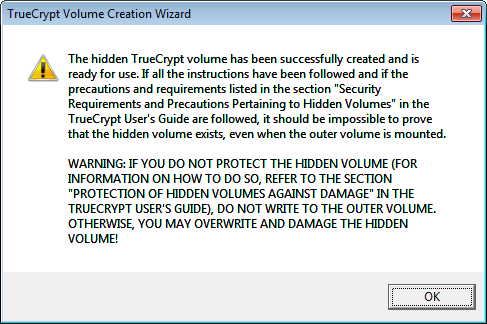 TrueCrypt Volume Creation Wizard
The hidden TrueCrypt volume has been successfully created and is
ready for use. If all the instructions have been followed and if the
precautions and requirements listed in the section "Security
Requirements and Precautions Pertaining to Hidden Volumes" in the
TrueCrypt User's Guide are followed, it should be impossible to prove
that the hidden volume exists, even when the outer volume is mounted.
WARNING: IF YOU DO NOT PROTECT THE HIDDEN VOLUME (FOR
INFORMATION ON HOW TO DO SO, REFER TO THE SECTION
"PROTECTION OF HIDDEN VOLUMES AGAINST DAMAGE" IN THE
TRUECRYPT USER'S GUIDE), DO NOT WRITE TO THE OUTER VOLUME.
OTHERWISE, YOU MAY OVERWRITE AND DAMAGE THE HIDDEN
VOLUME!
OK